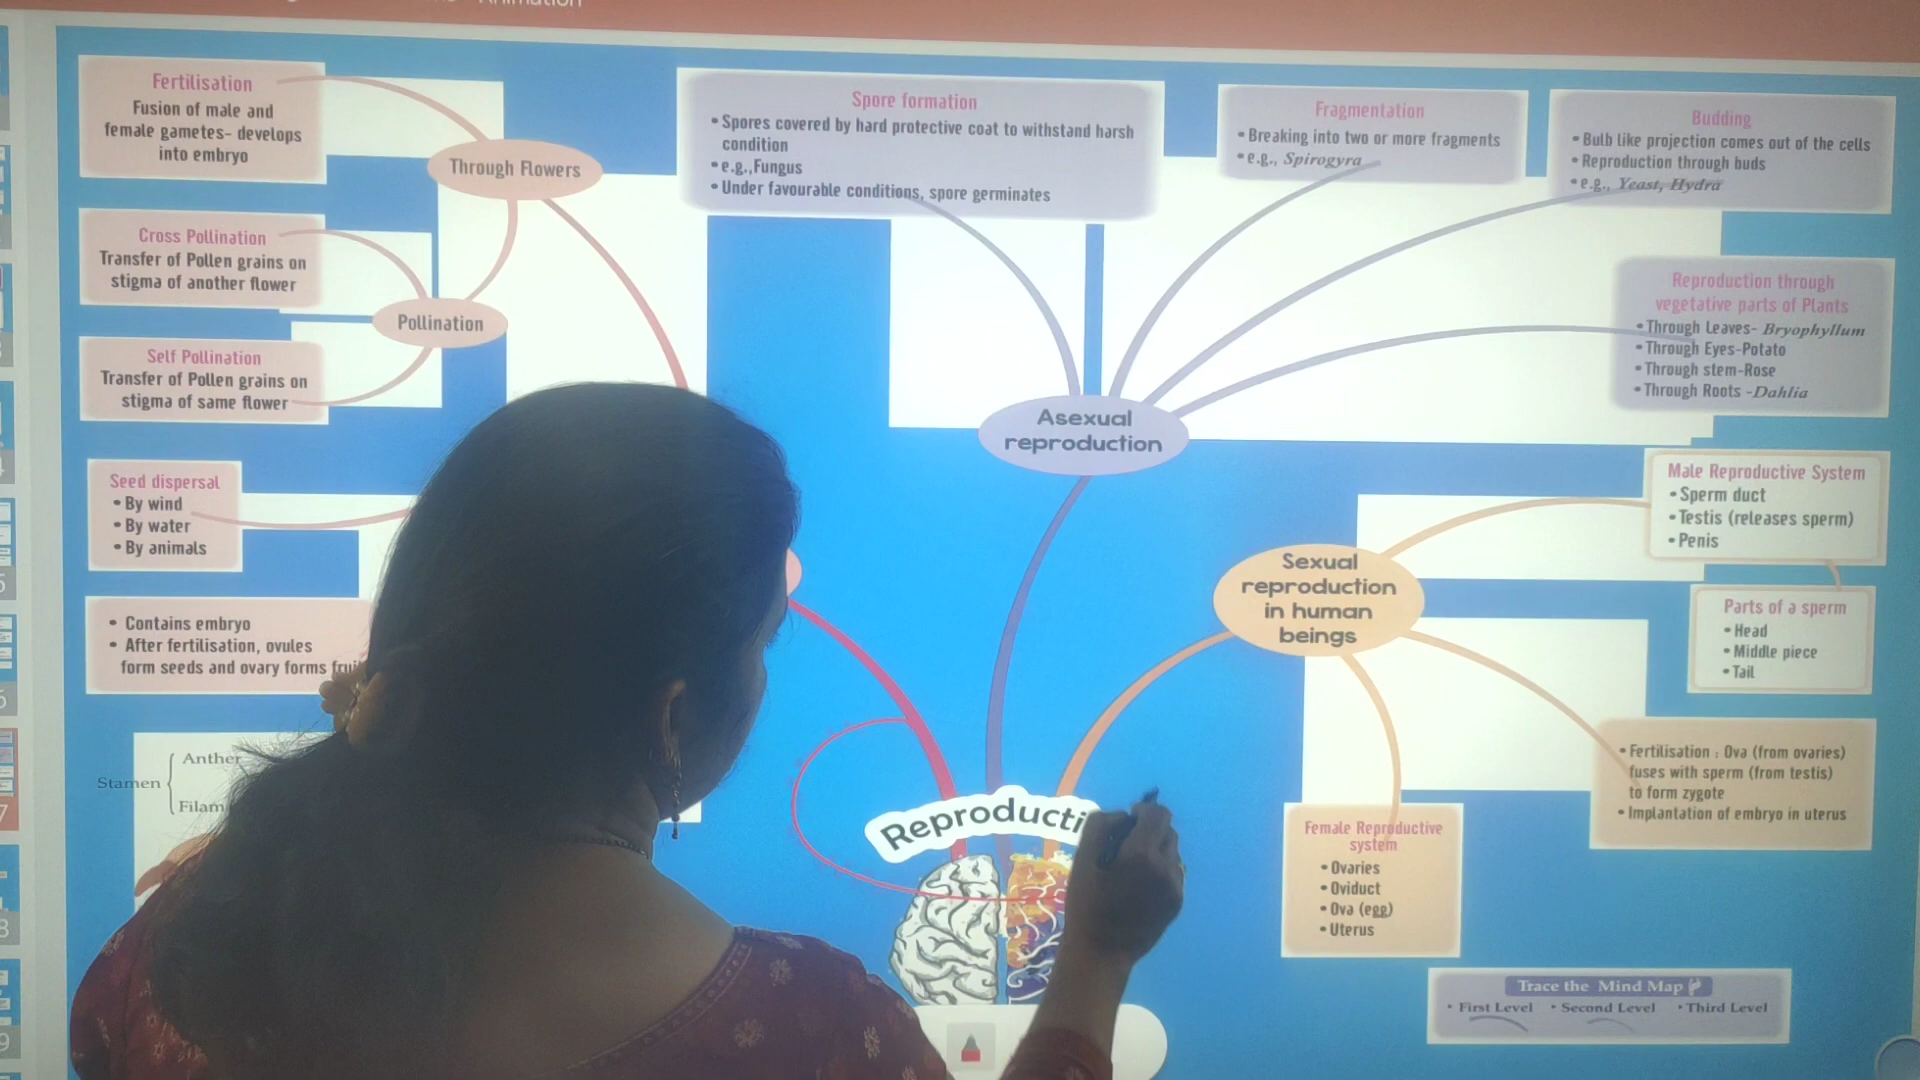 Animation
Fertilisation
Fusion of male and
female gametes- develops
into embryo
Through Flowers
Cross Pollination
Transfer of Pollen grains on
stigma of another flower
Pollination
Self Pollination
Transfer of Pollen grains on
stigma of same flower
Seed dispersal
• By wind
• By water
• By animals
• Contains embryo
• After fertilisation, ovules
form seeds and ovary forms
Stamen
Anther
Spore formation
• Spores covered by hard protective coat to withstand harsh
condition
• e.g.,Fungus
• Under favourable conditions, spore germinates
Fragmentation
• Breaking into two or more fragments
• e.g., Spirogyra
Budding
• Bulb like projection comes out of the cells
• Reproduction through buds
• e.g., Yeast, Hydra
Reproduction through
vegetative parts of Plants
• Through Leaves- Bryophyllum
• Through Eyes-Potato
• Through stem-Rose
• Through Roots -Dahlia
Asexual
reproduction
Sexual
reproduction
in human
beings
Male Reproductive System
• Sperm duct
• Testis (releases sperm)
• Penis
Parts of a sperm
• Head
• Middle piece
• Tail
• Fertilisation : Ova (from ovaries)
fuses with sperm (from testis)
to form zygote
• Implantation of embryo in uterus
Female Reproductive
system
• Ovaries
• Oviduct
• Ova (egg)
• Uterus
Reproducti
Trace the Mind Map
• First Level • Second Level • Third Level